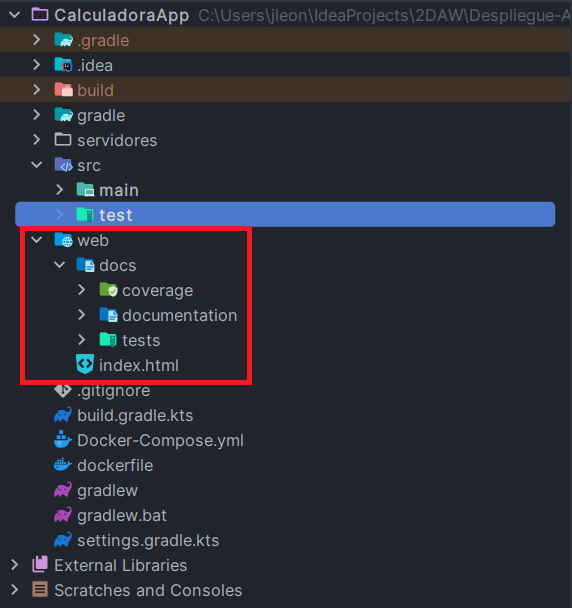 CalculadoraApp C:\Users\jleon\IdeaProjects\2DAW\Despliegue-A
.gradle
.idea
build
gradle
servidores
src
main
test
web
docs
coverage
documentation
tests
index.html
.gitignore
build.gradle.kts
Docker-Compose.yml
dockerfile
gradlew
gradlew.bat
settings.gradle.kts
External Libraries
Scratches and Consoles